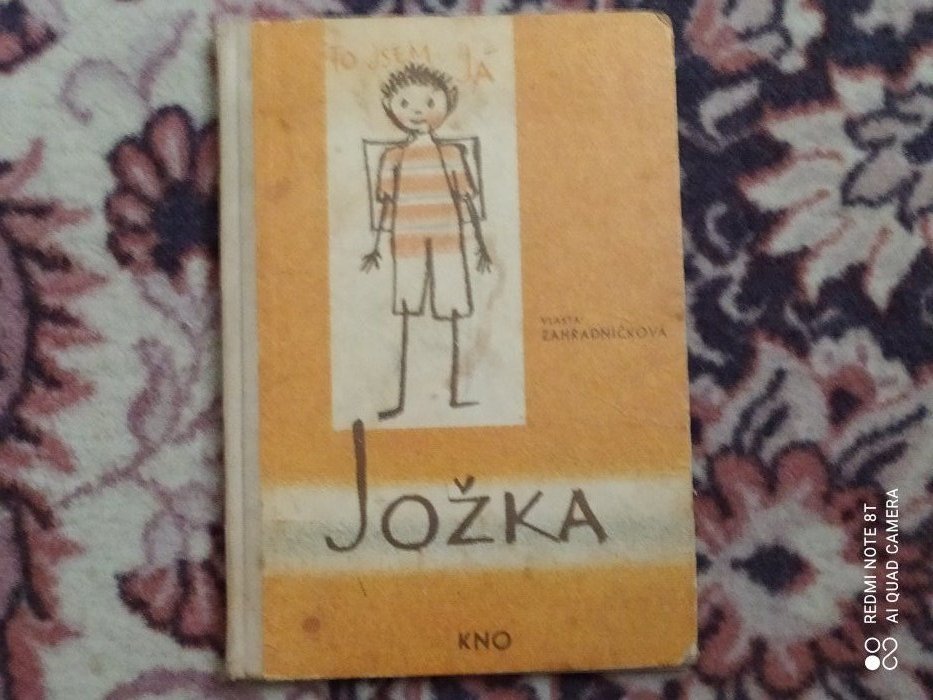 TO JSEM JÁ
VLASTA
ZAHRADNÍČKOVÁ
JOŽKA
KNO
REDMI NOTE 8T
AI QUAD CAMERA